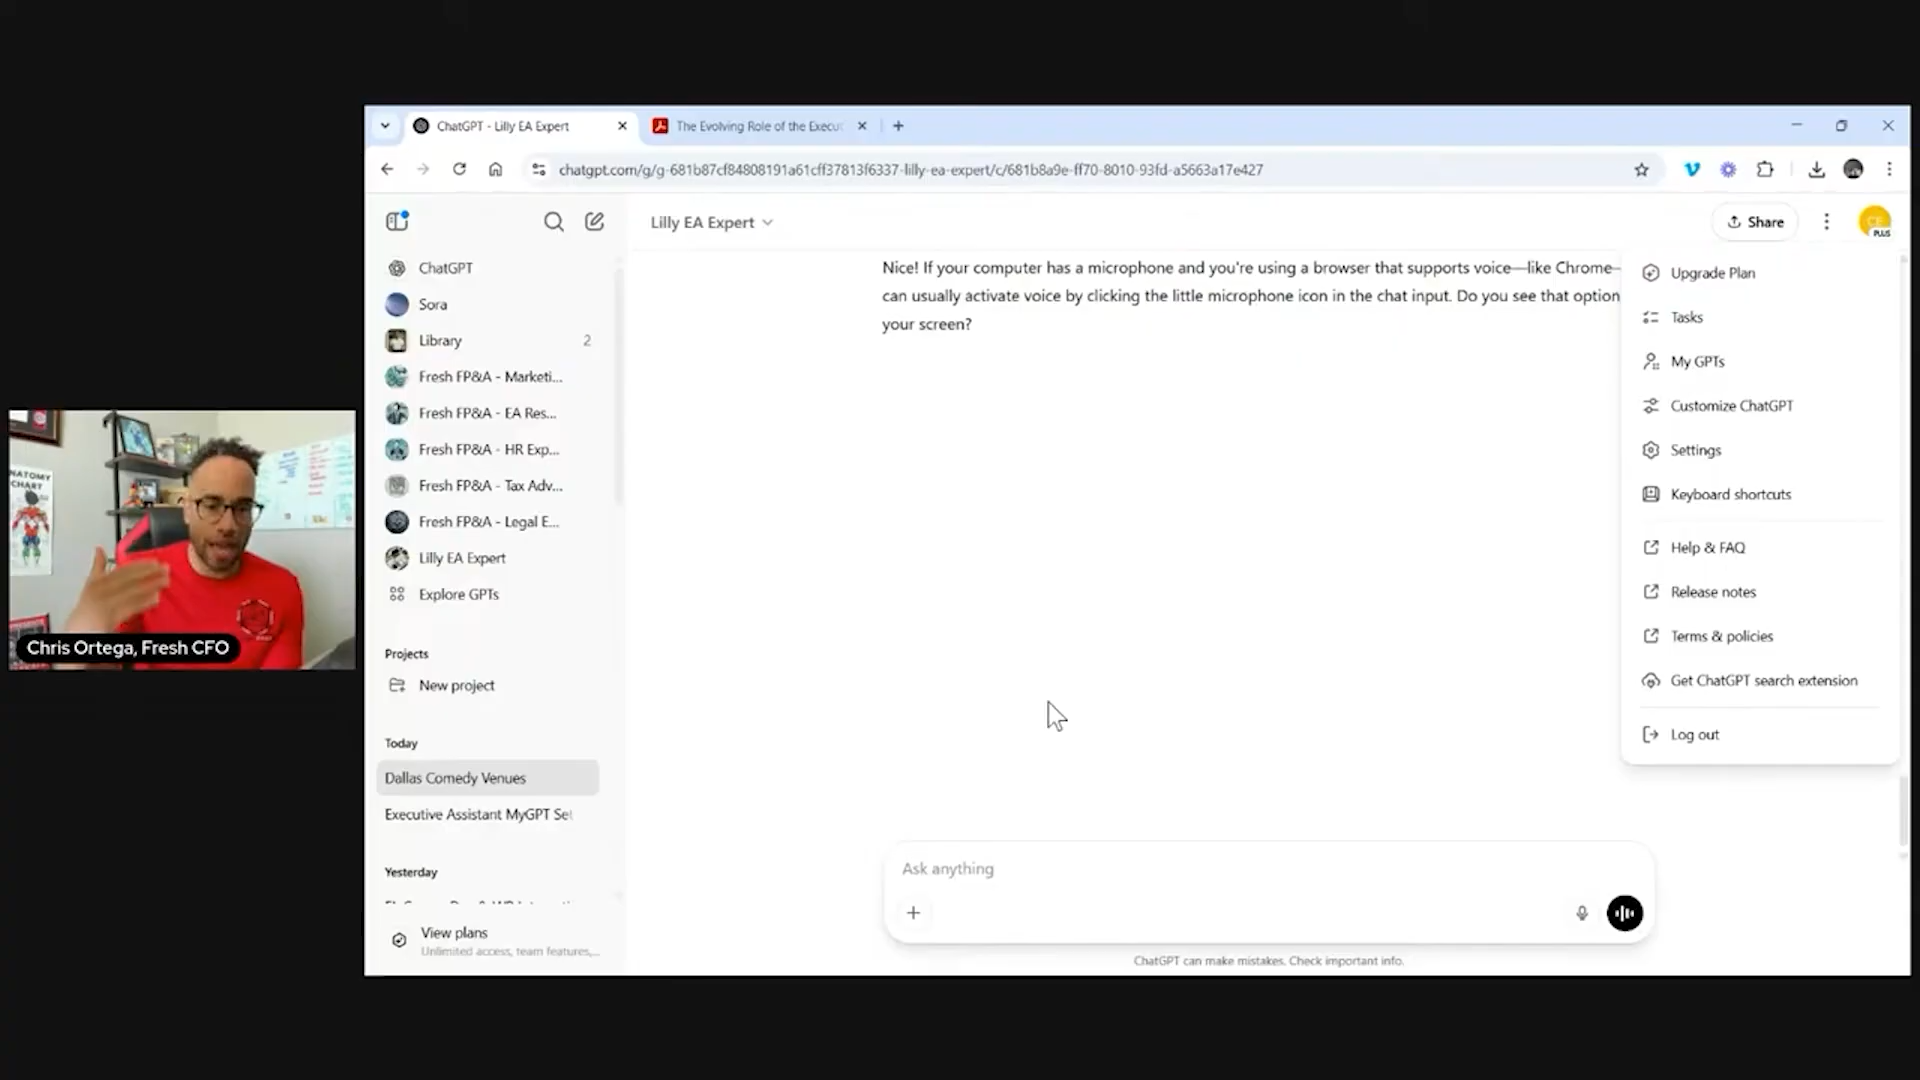 ChatGPT - Lilly EA Expert
The Evolving Role of the Execu
chatgpt.com/g/g-681b87cf84808191a61cff37813f6337-lilly-ea-expert/c/681b8a9e-ff70-8010-93fd-a5663a17e427
Lilly EA Expert
Share
PLUS
ChatGPT
Sora
Library 2
Fresh FP&A - Marketi...
Fresh FP&A - EA Res...
Fresh FP&A - HR Exp...
Fresh FP&A - Tax Adv...
Fresh FP&A - Legal E...
Lilly EA Expert
Explore GPTs
Projects
New project
Today
Dallas Comedy Venues
Executive Assistant MyGPT Set
Yesterday
View plans
Unlimited access, team features,...
Nice! If your computer has a microphone and you're using a browser that supports voice—like Chrome—
can usually activate voice by clicking the little microphone icon in the chat input. Do you see that option
your screen?
Upgrade Plan
Tasks
My GPTs
Customize ChatGPT
Settings
Keyboard shortcuts
Help & FAQ
Release notes
Terms & policies
Get ChatGPT search extension
Log out
Ask anything
ChatGPT can make mistakes. Check important info.
NATOMY
CHART
Chris Ortega, Fresh CFO